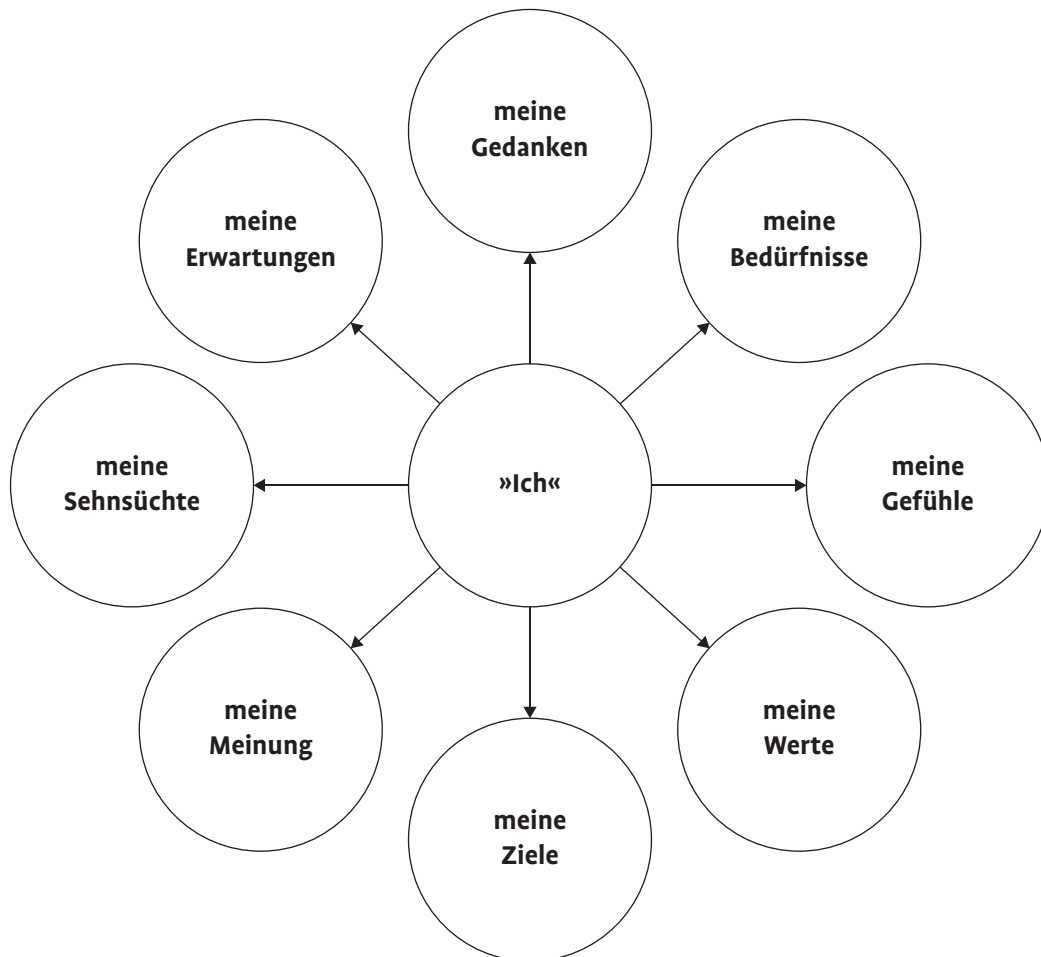 meine
Gedanken
meine
Erwartungen
meine
Bedürfnisse
meine
Sehnsüchte
»Ich«
meine
Gefühle
meine
Meinung
meine
Werte
meine
Ziele